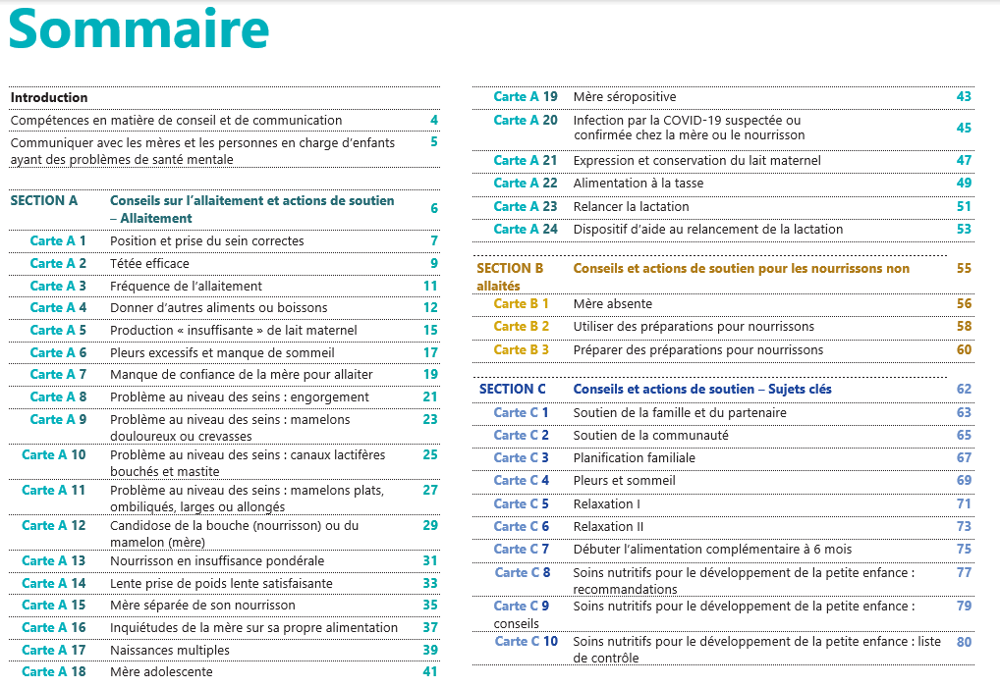 Sommaire
Introduction
Compétences en matière de conseil et de communication 4
Communiquer avec les mères et les personnes en charge d’enfants 5
ayant des problèmes de santé mentale
SECTION A Conseils sur l’allaitement et actions de soutien 6
– Allaitement
Carte A 1 Position et prise du sein correctes 7
Carte A 2 Tétée efficace 9
Carte A 3 Fréquence de l’allaitement 11
Carte A 4 Donner d’autres aliments ou boissons 12
Carte A 5 Production « insuffisante » de lait maternel 15
Carte A 6 Pleurs excessifs et manque de sommeil 17
Carte A 7 Manque de confiance de la mère pour allaiter 19
Carte A 8 Problème au niveau des seins : engorgement 21
Carte A 9 Problème au niveau des seins : mamelons 23
douloureux ou crevasses
Carte A 10 Problème au niveau des seins : canaux lactifères 25
bouchés et mastite
Carte A 11 Problème au niveau des seins : mamelons plats, 27
ombiliqués, larges ou allongés
Carte A 12 Candidose de la bouche (nourrisson) ou du 29
mamelon (mère)
Carte A 13 Nourrisson en insuffisance pondérale 31
Carte A 14 Lente prise de poids lente satisfaisante 33
Carte A 15 Mère séparée de son nourrisson 35
Carte A 16 Inquiétudes de la mère sur sa propre alimentation 37
Carte A 17 Naissances multiples 39
Carte A 18 Mère adolescente 41
Carte A 19 Mère séropositive 43
Carte A 20 Infection par la COVID-19 suspectée ou
confirmée chez la mère ou le nourrisson 45
Carte A 21 Expression et conservation du lait maternel 47
Carte A 22 Alimentation à la tasse 49
Carte A 23 Relancer la lactation 51
Carte A 24 Dispositif d’aide au relancement de la lactation 53
SECTION B Conseils et actions de soutien pour les nourrissons non 55
allaités
Carte B 1 Mère absente 56
Carte B 2 Utiliser des préparations pour nourrissons 58
Carte B 3 Préparer des préparations pour nourrissons 60
SECTION C Conseils et actions de soutien – Sujets clés 62
Carte C 1 Soutien de la famille et du partenaire 63
Carte C 2 Soutien de la communauté 65
Carte C 3 Planification familiale 67
Carte C 4 Pleurs et sommeil 69
Carte C 5 Relaxation I 71
Carte C 6 Relaxation II 73
Carte C 7 Débuter l’alimentation complémentaire à 6 mois 75
Carte C 8 Soins nutritifs pour le développement de la petite enfance : 77
recommandations
Carte C 9 Soins nutritifs pour le développement de la petite enfance : 79
conseils
Carte C 10 Soins nutritifs pour le développement de la petite enfance : liste 80
de contrôle